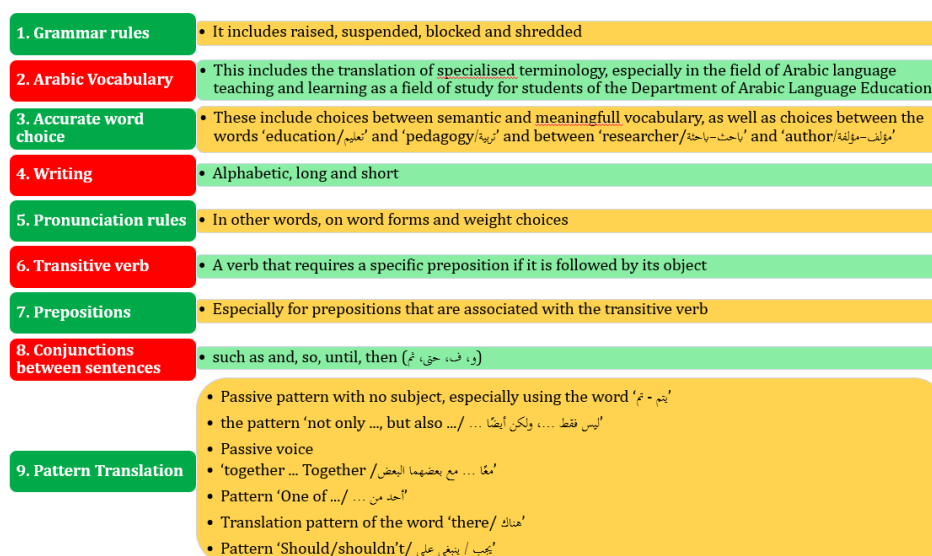 1. Grammar rules
• It includes raised, suspended, blocked and shredded
2. Arabic Vocabulary
• This includes the translation of specialised terminology, especially in the field of Arabic language
teaching and learning as a field of study for students of the Department of Arabic Language Education
3. Accurate word
choice
• These include choices between semantic and meaningfull vocabulary, as well as choices between the
words ‘education/تعليم’ and ‘pedagogy/تربية’ and between ‘researcher/باحث-باحثة’ and ‘author/مؤلف-مؤلفة’
4. Writing
• Alphabetic, long and short
5. Pronunciation rules
• In other words, on word forms and weight choices
6. Transitive verb
• A verb that requires a specific preposition if it is followed by its object
7. Prepositions
• Especially for prepositions that are associated with the transitive verb
8. Conjunctions
between sentences
• such as and, so, until, then (و، ف، حتى، ثم)
9. Pattern Translation
• Passive pattern with no subject, especially using the word ‘يتم - تم’
• the pattern ‘not only ..., but also .../ ليس فقط ...، ولكن أيضًا ...’
• Passive voice
• ‘together ... Together /معًا ... مع بعضهما البعض’
• Pattern ‘One of .../ أحد من ...’
• Translation pattern of the word ‘there/ هناك’
• Pattern ‘Should/shouldn’t/ يجب / ينبغي على’